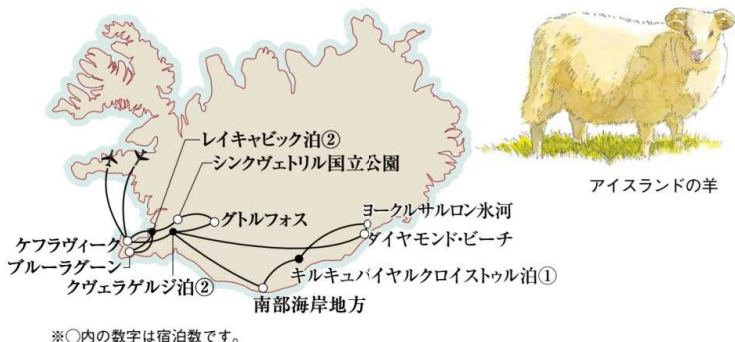 レイキャビック泊②
シンクヴェトリル国立公園
アイスランドの羊
グトルフォス
ヨークルサルロン氷河
ダイヤモンド・ビーチ
ケフラヴィーク
ブルーラグーン
クヴェラゲルジ泊②
キルキュバイヤルクロイストゥル泊①
南部海岸地方
※○内の数字は宿泊数です。